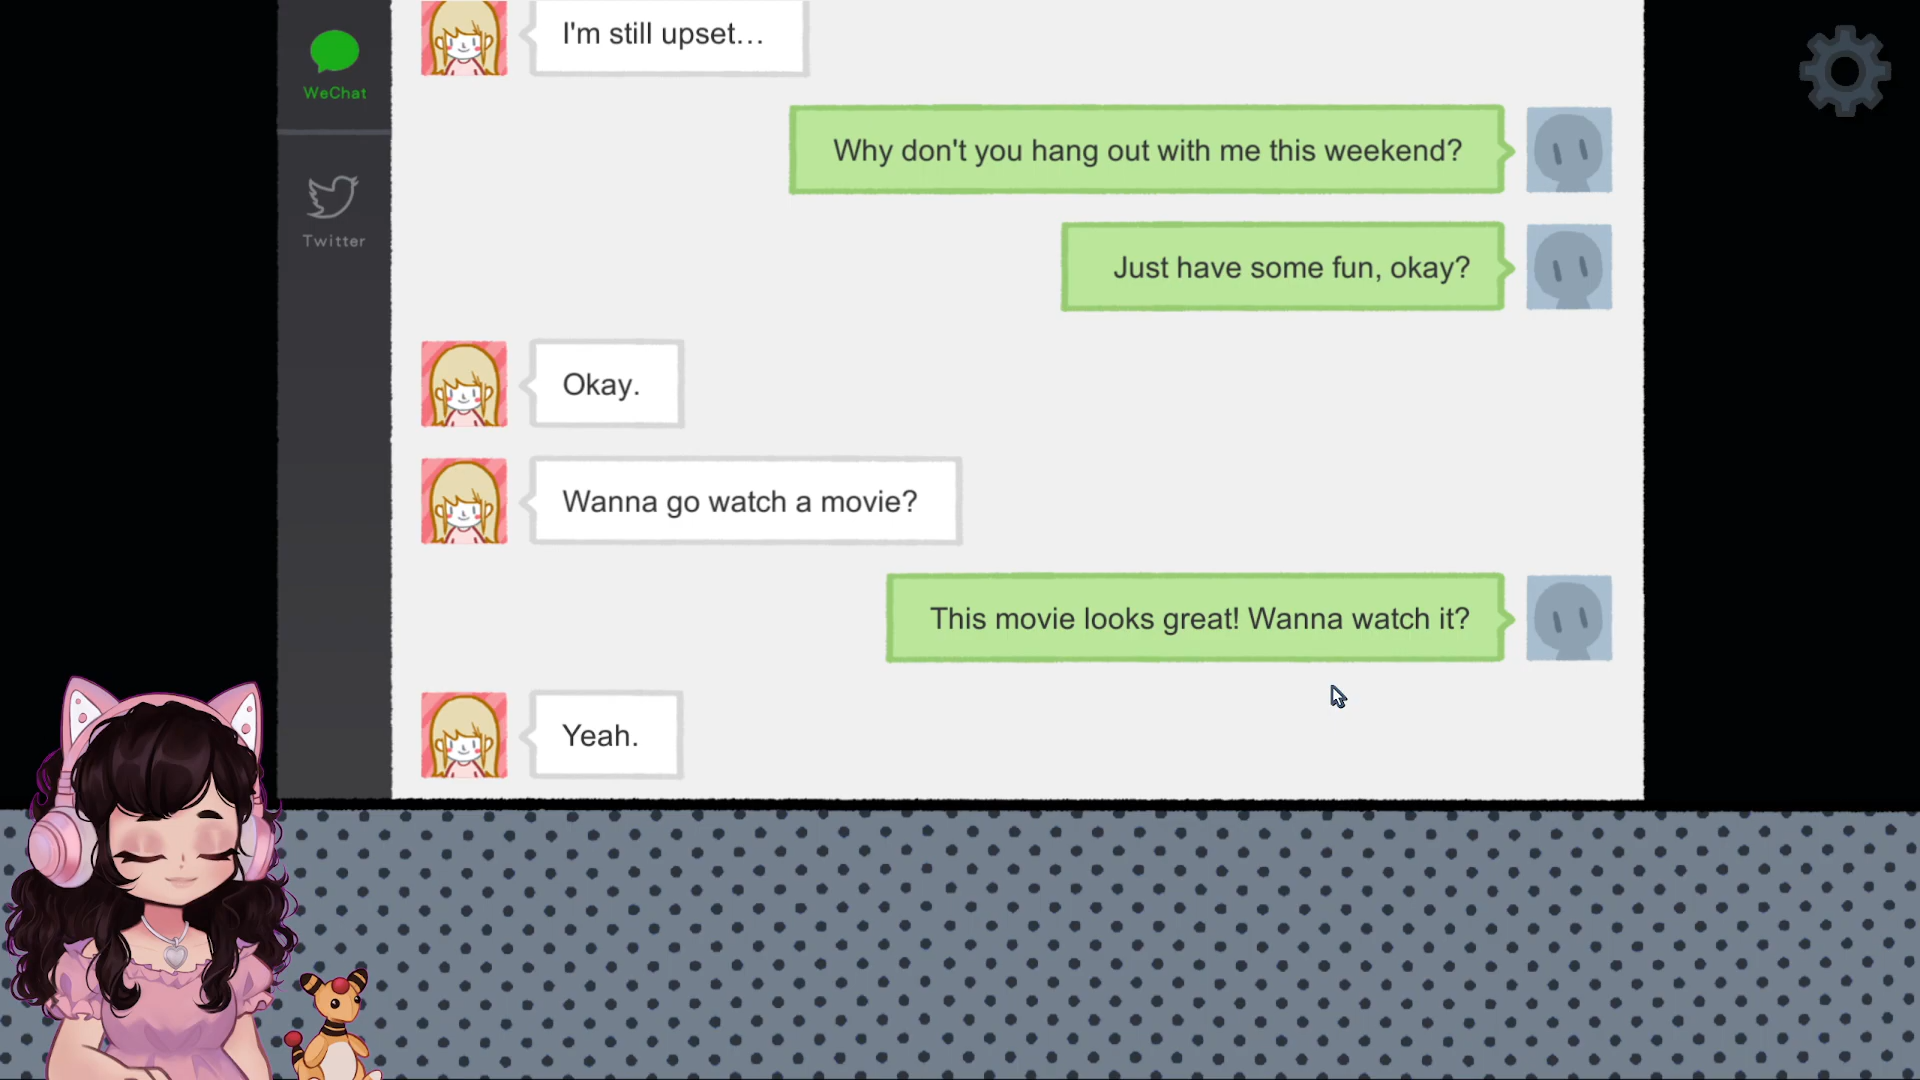 I'm still upset...
WeChat
Why don't you hang out with me this weekend?
Twitter
Just have some fun, okay?
Okay.
Wanna go watch a movie?
This movie looks great! Wanna watch it?
Yeah.